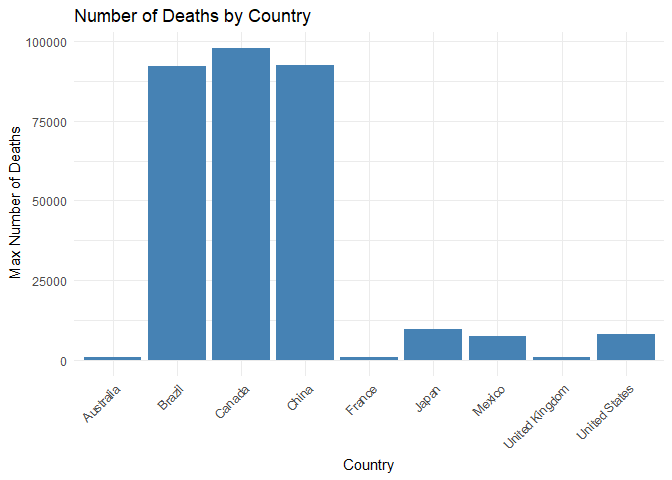 Number of Deaths by Country
Max Number of Deaths
100000
75000
50000
25000
0
Australia
Brazil
Canada
China
France
Japan
Mexico
United Kingdom
United States
Country